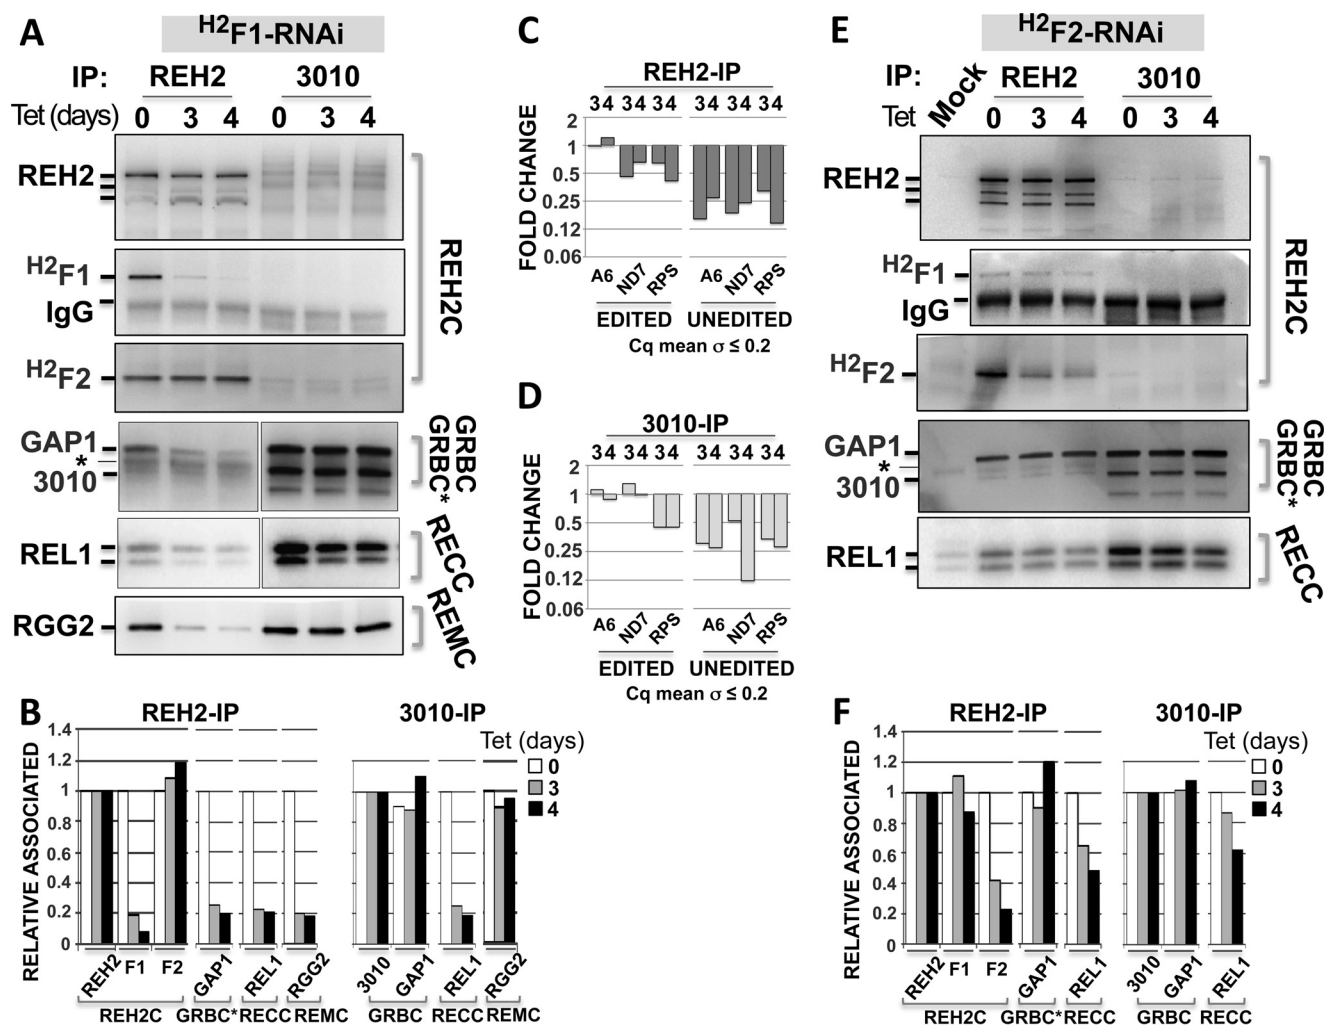 A
H2F1-RNAi
IP: REH2 3010
Tet (days) 0 3 4 0 3 4
REH2
H2F1
IgG
H2F2
REH2C
GAP1
*
3010
GRBC
GRBC*
REL1
RECC
RGG2
REMC
B
REH2-IP 3010-IP
Tet (days)
0
3
4
RELATIVE ASSOCIATED
1.4
1.2
1
0.8
0.6
0.4
0.2
0
REH2 F1 F2 GAP1 REL1 RGG2 3010 GAP1 REL1 RGG2
REH2C GRBC* RECC REMC GRBC RECC REMC
C
REH2-IP
34 34 34 34 34 34
FOLD CHANGE
2
1
0.5
0.25
0.12
0.06
A6 ND7 RPS A6 ND7 RPS
EDITED UNEDITED
Cq mean σ ≤ 0.2
D
3010-IP
34 34 34 34 34 34
FOLD CHANGE
2
1
0.5
0.25
0.12
0.06
A6 ND7 RPS A6 ND7 RPS
EDITED UNEDITED
Cq mean σ ≤ 0.2
E
H2F2-RNAi
IP: Mock REH2 3010
Tet 0 3 4 0 3 4
REH2
H2F1
IgG
H2F2
REH2C
GAP1
*
3010
GRBC
GRBC*
REL1
RECC
F
REH2-IP 3010-IP
Tet (days)
0
3
4
RELATIVE ASSOCIATED
1.4
1.2
1
0.8
0.6
0.4
0.2
0
REH2 F1 F2 GAP1 REL1 3010 GAP1 REL1
REH2C GRBC* RECC GRBC RECC